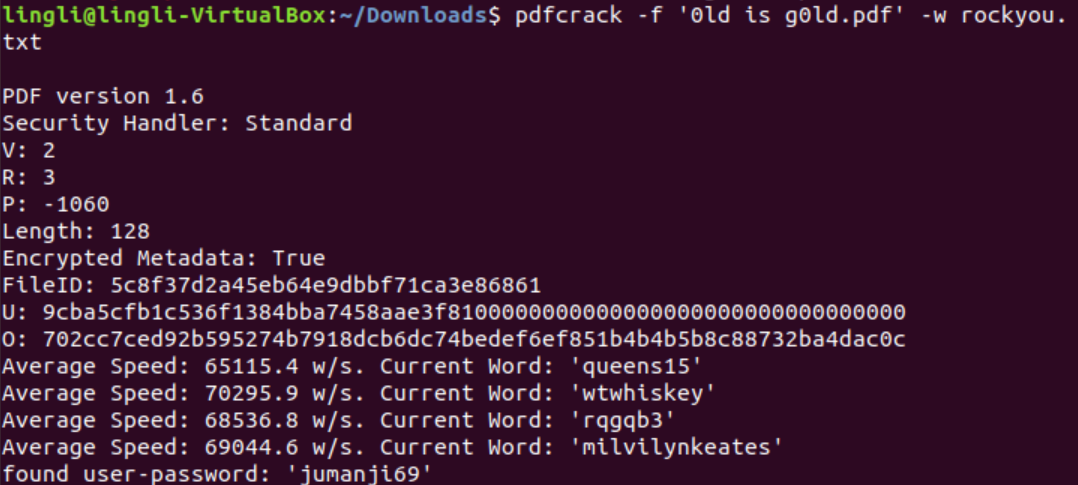 lingli@lingli-VirtualBox:~/Downloads$ pdfcrack -f '0ld is g0ld.pdf' -w rockyou.
txt
PDF version 1.6
Security Handler: Standard
V: 2
R: 3
P: -1060
Length: 128
Encrypted Metadata: True
FileID: 5c8f37d2a45eb64e9dbbf71ca3e86861
U: 9cba5cfb1c536f1384bba7458aae3f8100000000000000000000000000000000
O: 702cc7ced92b595274b7918dcb6dc74bedef6ef851b4b4b5b8c88732ba4dac0c
Average Speed: 65115.4 w/s. Current Word: 'queens15'
Average Speed: 70295.9 w/s. Current Word: 'wtwhiskey'
Average Speed: 68536.8 w/s. Current Word: 'rqgqb3'
Average Speed: 69044.6 w/s. Current Word: 'milvilynkeates'
found user-password: 'jumanji69'